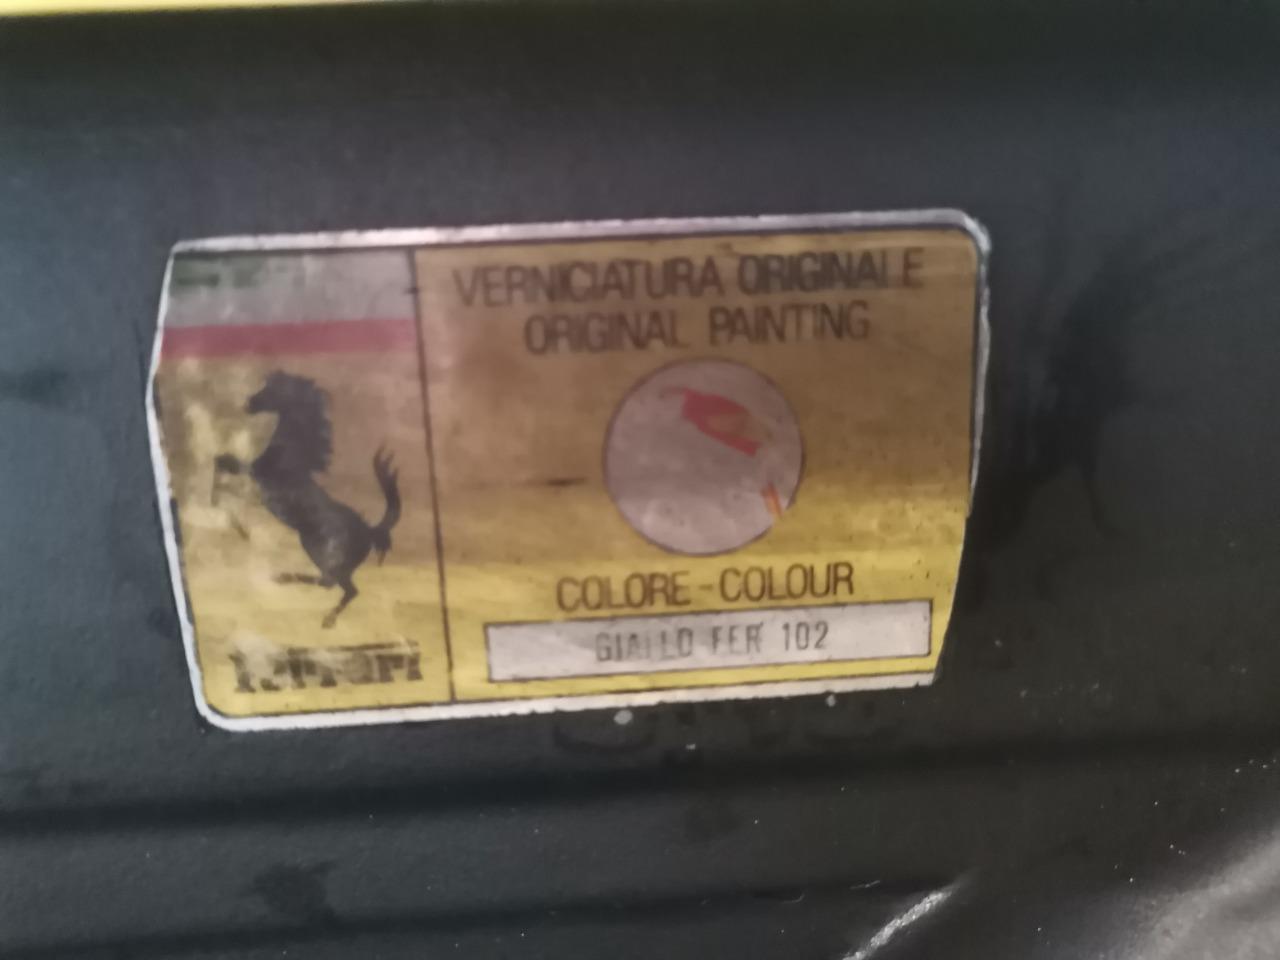 VERNICIATURA ORIGINALE
ORIGINAL PAINTING
COLORE-COLOUR
GIALLO FER 102
Ferrari